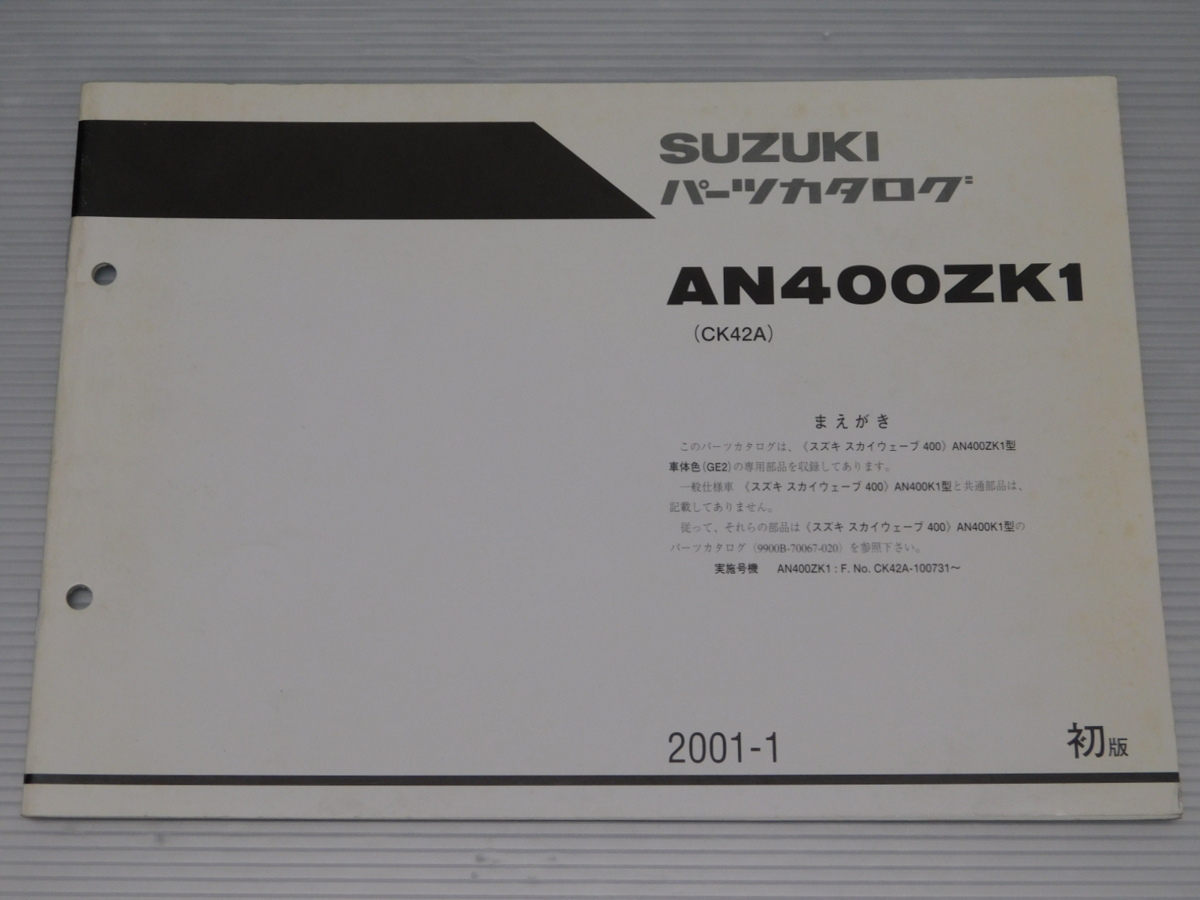 SUZUKI
パーツカタログ
AN400ZK1
(CK42A)
まえがき
このパーツカタログは、《スズキ スカイウェーブ 400》AN400ZK1型
車体色(GE2)の専用部品を収録してあります。
一般仕様車 《スズキ スカイウェーブ 400》AN400K1型と共通部品は、
記載してありません。
従って、それらの部品は《スズキ スカイウェーブ 400》AN400K1型の
パーツカタログ(9900B-70067-020)を参照下さい。
実施号機 AN400ZK1 : F. No. CK42A-100731〜
2001-1
初版